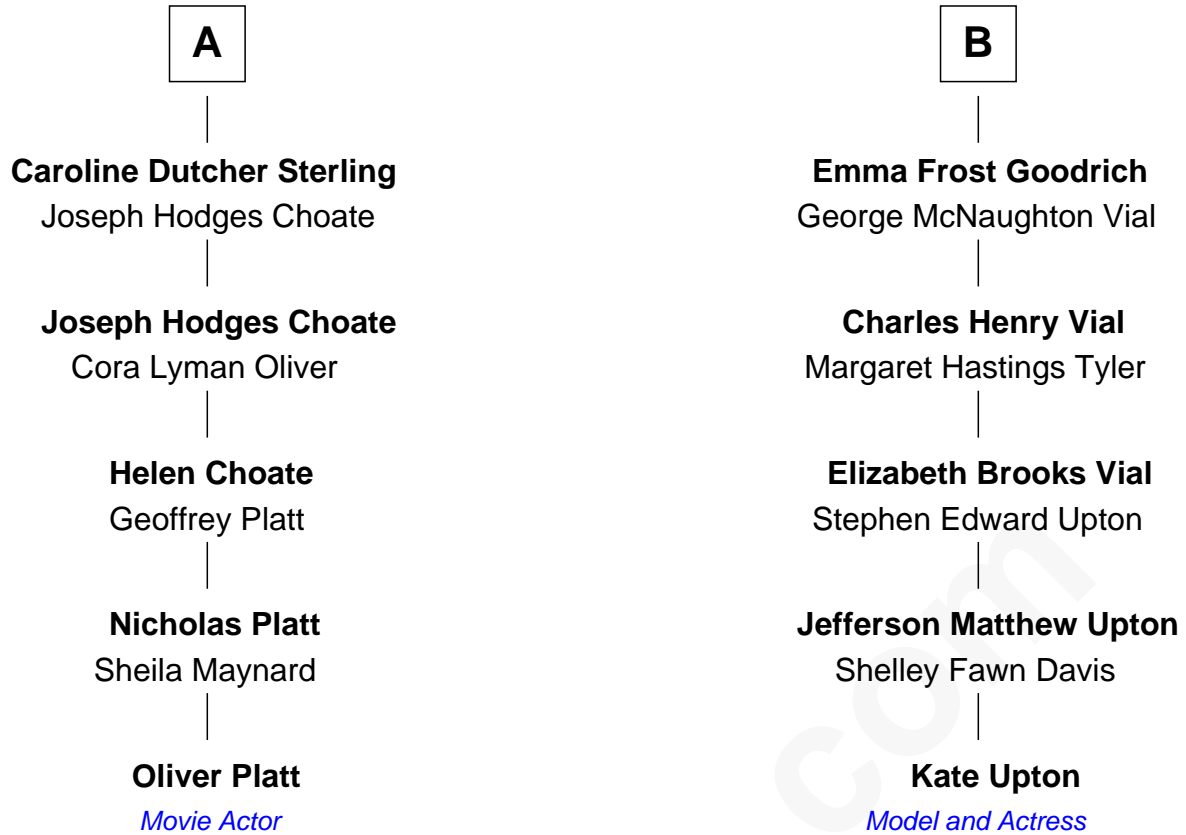 A
Caroline Dutcher Sterling
Joseph Hodges Choate
Joseph Hodges Choate
Cora Lyman Oliver
Helen Choate
Geoffrey Platt
Nicholas Platt
Sheila Maynard
Oliver Platt
Movie Actor
B
Emma Frost Goodrich
George McNaughton Vial
Charles Henry Vial
Margaret Hastings Tyler
Elizabeth Brooks Vial
Stephen Edward Upton
Jefferson Matthew Upton
Shelley Fawn Davis
Kate Upton
Model and Actress
com